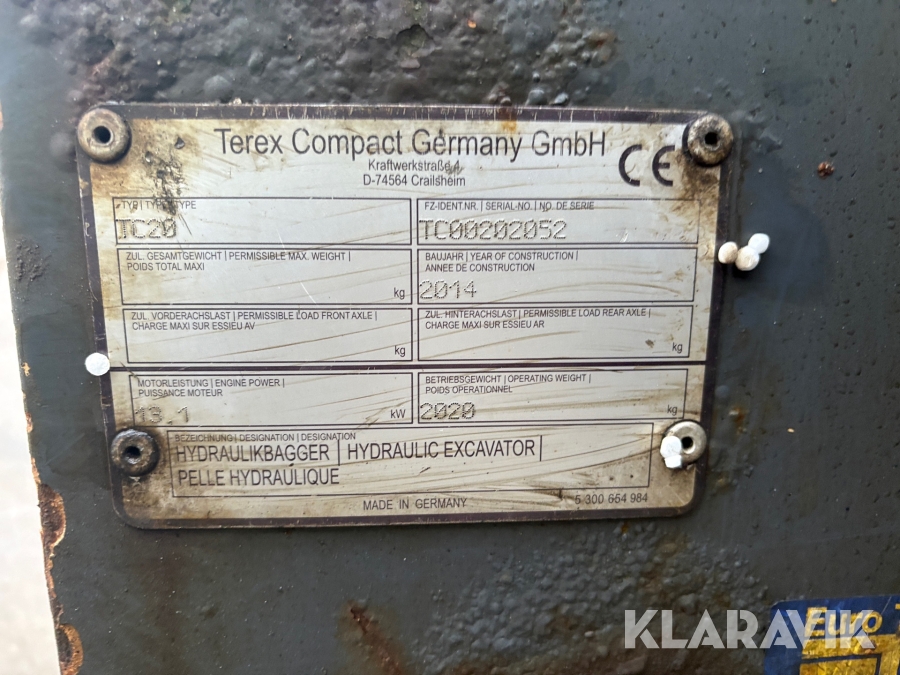 Terex Compact Germany GmbH
Kraftwerkstraße 4
D-74564 Crailsheim
CE
TYP | TYPE | TYPE
TC20
FZ-IDENT.NR. | SERIAL-NO. | NO. DE SERIE
TC00202052
ZUL. GESAMTGEWICHT | PERMISSIBLE MAX. WEIGHT |
POIDS TOTAL MAXI
kg
BAUJAHR | YEAR OF CONSTRUCTION |
ANNEE DE CONSTRUCTION
2014
ZUL. VORDERACHSLAST | PERMISSIBLE LOAD FRONT AXLE |
CHARGE MAXI SUR ESSIEU AV
kg
ZUL. HINTERACHSLAST | PERMISSIBLE LOAD REAR AXLE |
CHARGE MAXI SUR ESSIEU AR
kg
MOTORLEISTUNG | ENGINE POWER |
PUISSANCE MOTEUR
13.1 kW
BETRIEBSGEWICHT | OPERATING WEIGHT |
POIDS OPERATIONNEL
2020 kg
BEZEICHNUNG | DESIGNATION | DESIGNATION
HYDRAULIKBAGGER | HYDRAULIC EXCAVATOR |
PELLE HYDRAULIQUE
MADE IN GERMANY
5 300 654 984
Euro
KLARAVIK